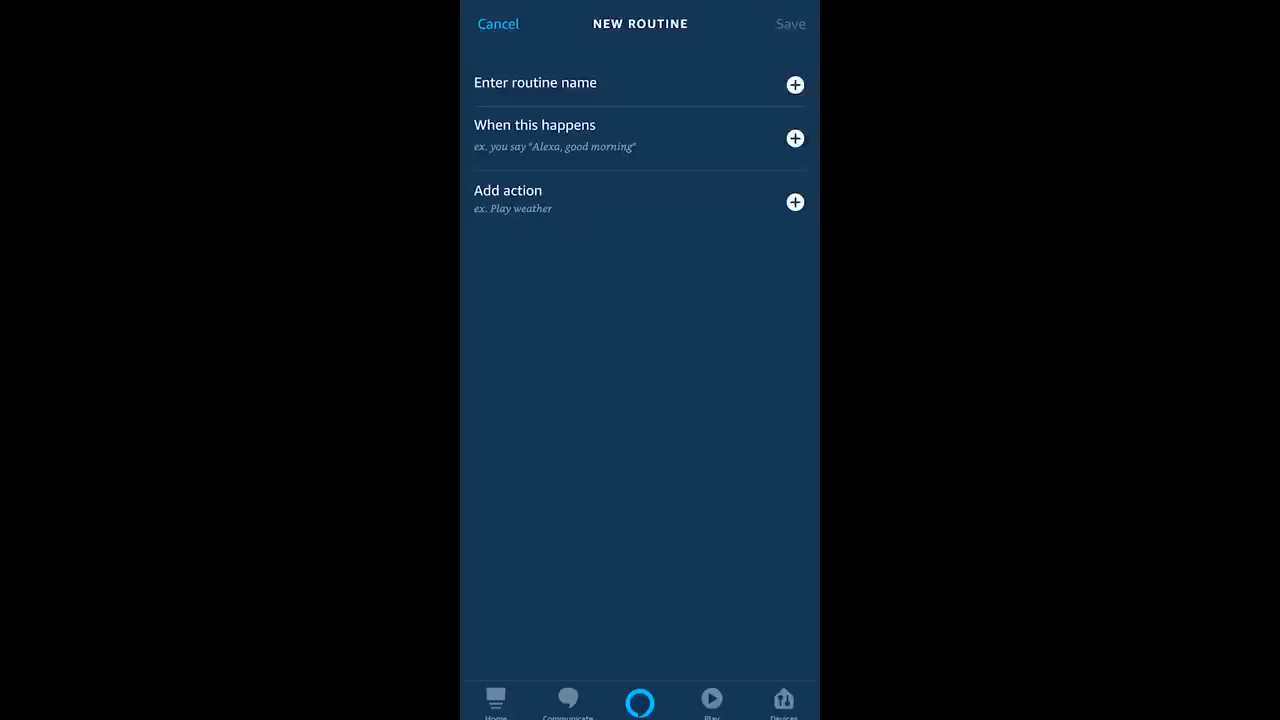 Cancel NEW ROUTINE Save
Enter routine name
When this happens
ex. you say "Alexa, good morning"
Add action
ex. Play weather
Home Communicate Play Devices